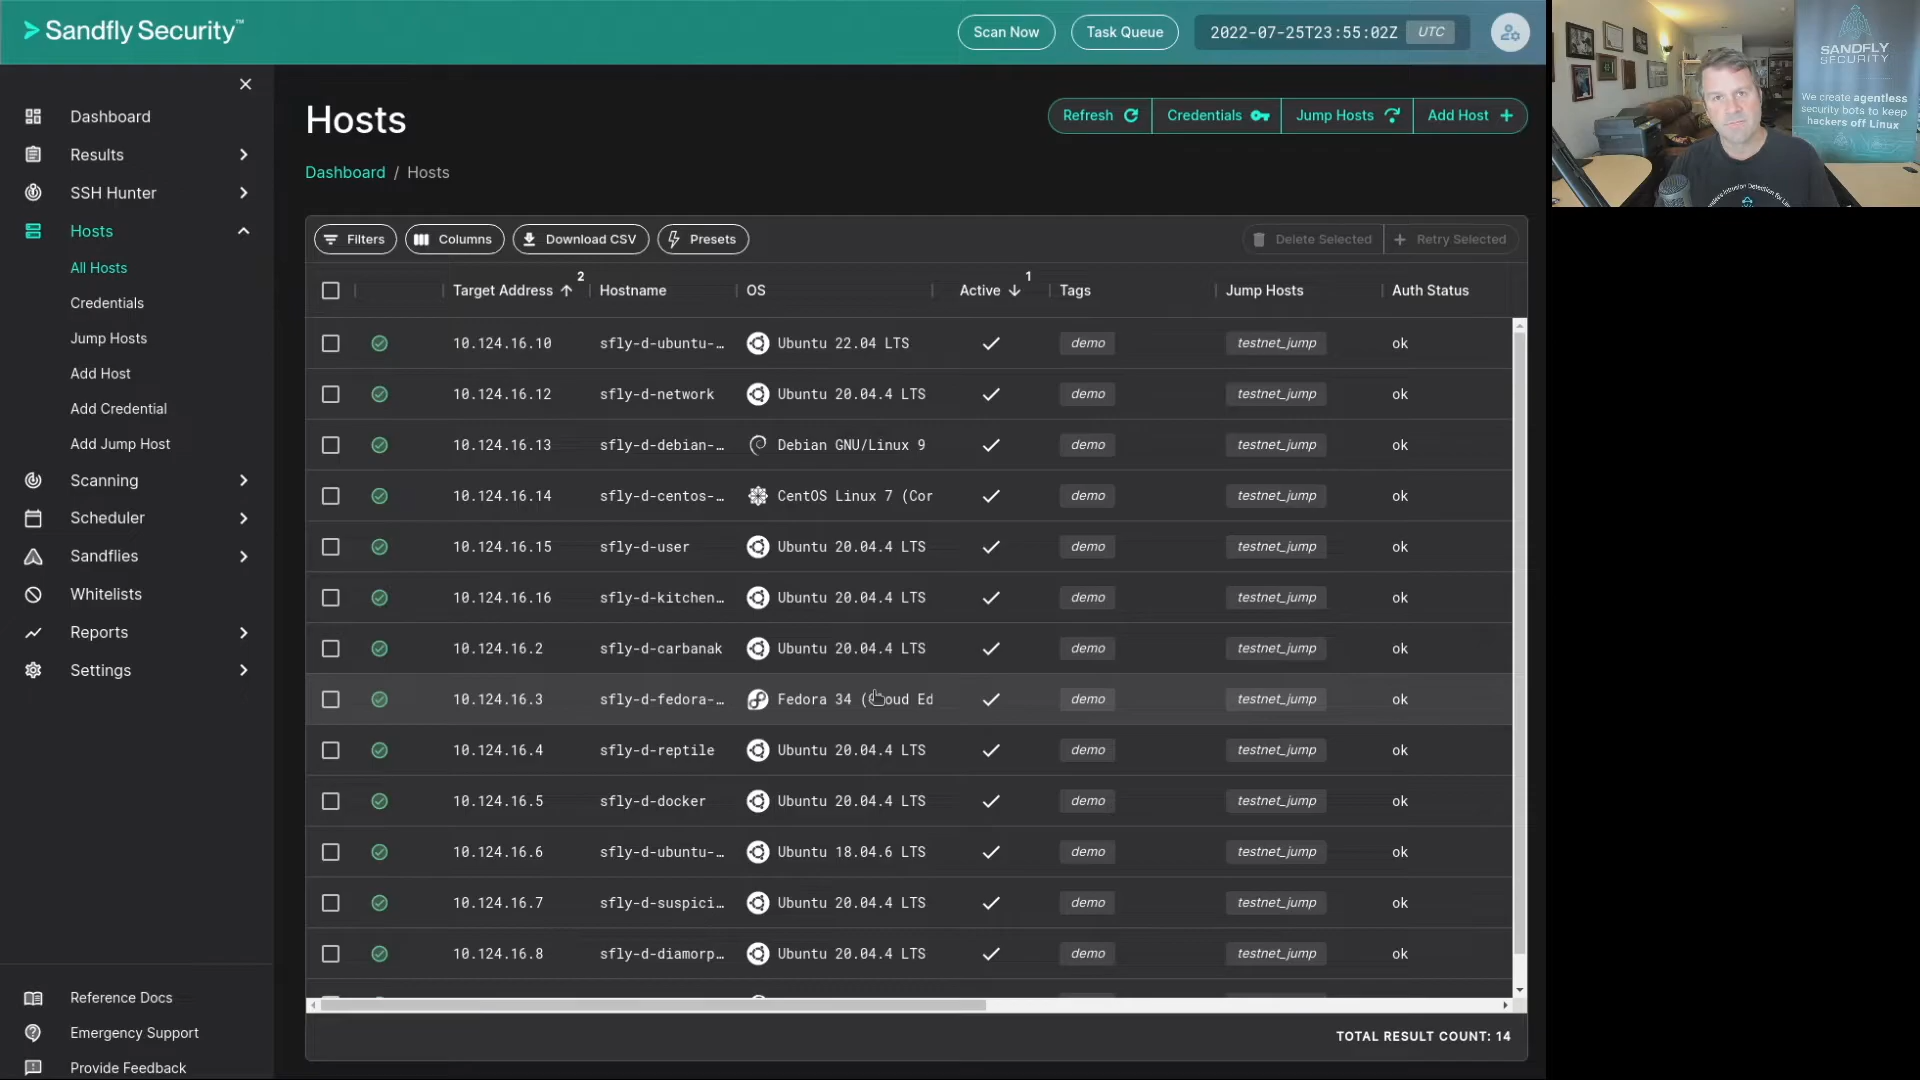 Sandfly Security™
Scan Now
Task Queue
2022-07-25T23:55:02Z UTC
Dashboard
Results
SSH Hunter
Hosts
All Hosts
Credentials
Jump Hosts
Add Host
Add Credential
Add Jump Host
Scanning
Scheduler
Sandflies
Whitelists
Reports
Settings
Reference Docs
Emergency Support
Provide Feedback
Hosts
Refresh
Credentials
Jump Hosts
Add Host
Dashboard / Hosts
Filters
Columns
Download CSV
Presets
Delete Selected
Retry Selected
Target Address 2 Hostname OS Active 1 Tags Jump Hosts Auth Status
10.124.16.10 sfly-d-ubuntu-… Ubuntu 22.04 LTS demo testnet_jump ok
10.124.16.12 sfly-d-network Ubuntu 20.04.4 LTS demo testnet_jump ok
10.124.16.13 sfly-d-debian-… Debian GNU/Linux 9 demo testnet_jump ok
10.124.16.14 sfly-d-centos-… CentOS Linux 7 (Cor demo testnet_jump ok
10.124.16.15 sfly-d-user Ubuntu 20.04.4 LTS demo testnet_jump ok
10.124.16.16 sfly-d-kitchen… Ubuntu 20.04.4 LTS demo testnet_jump ok
10.124.16.2 sfly-d-carbanak Ubuntu 20.04.4 LTS demo testnet_jump ok
10.124.16.3 sfly-d-fedora-… Fedora 34 (Cloud Ed demo testnet_jump ok
10.124.16.4 sfly-d-reptile Ubuntu 20.04.4 LTS demo testnet_jump ok
10.124.16.5 sfly-d-docker Ubuntu 20.04.4 LTS demo testnet_jump ok
10.124.16.6 sfly-d-ubuntu-… Ubuntu 18.04.6 LTS demo testnet_jump ok
10.124.16.7 sfly-d-suspici… Ubuntu 20.04.4 LTS demo testnet_jump ok
10.124.16.8 sfly-d-diamorp… Ubuntu 20.04.4 LTS demo testnet_jump ok
TOTAL RESULT COUNT: 14
SANDFLY
SECURITY
We create agentless
security bots to keep
hackers off Linux
Intrusion Detection for